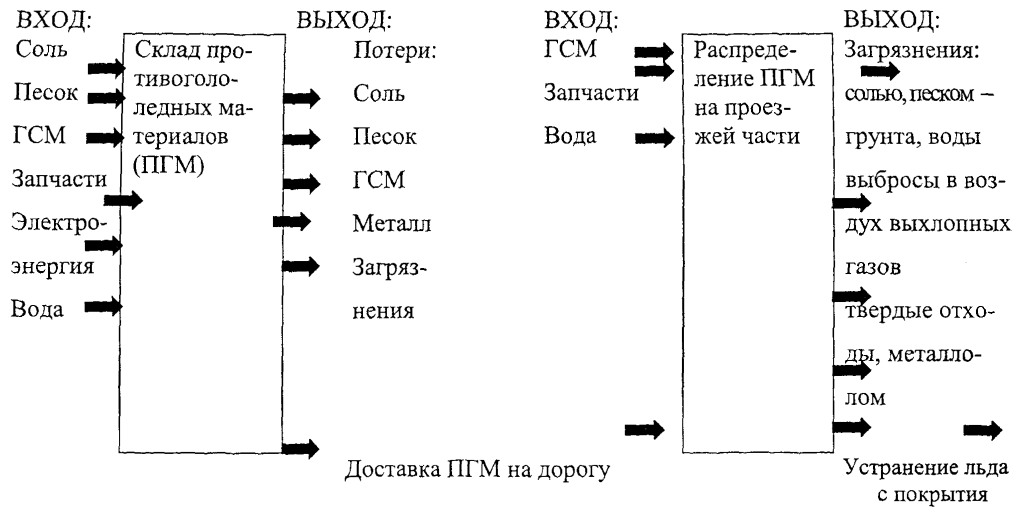 ВХОД:
Соль
Песок
ГСМ
Запчасти
Электро-
энергия
Вода
Склад про-
тивоголо-
ледных ма-
териалов
(ПГМ)
ВЫХОД:
Потери:
Соль
Песок
ГСМ
Металл
Загряз-
нения
Доставка ПГМ на дорогу
ВХОД:
ГСМ
Запчасти
Вода
Распреде-
ление ПГМ
на проез-
жей части
ВЫХОД:
Загрязнения:
солью, песком –
грунта, воды
выбросы в воз-
дух выхлопных
газов
твердые отхо-
ды, металло-
лом
Устранение льда
с покрытия